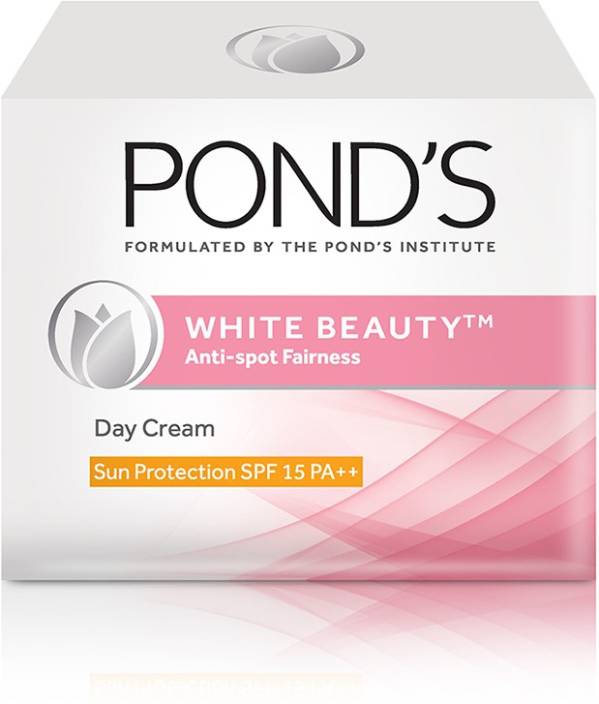 POND'S
FORMULATED BY THE POND'S INSTITUTE
WHITE BEAUTY™
Anti-spot Fairness
Day Cream
Sun Protection SPF 15 PA++